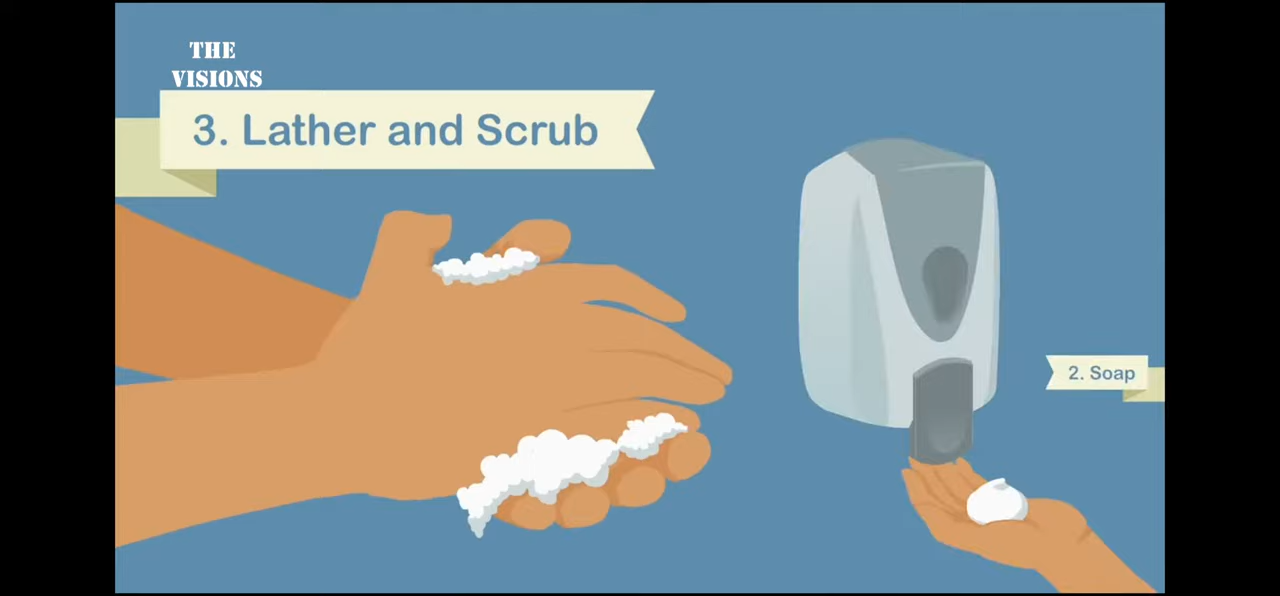 THE
VISIONS
3. Lather and Scrub
2. Soap